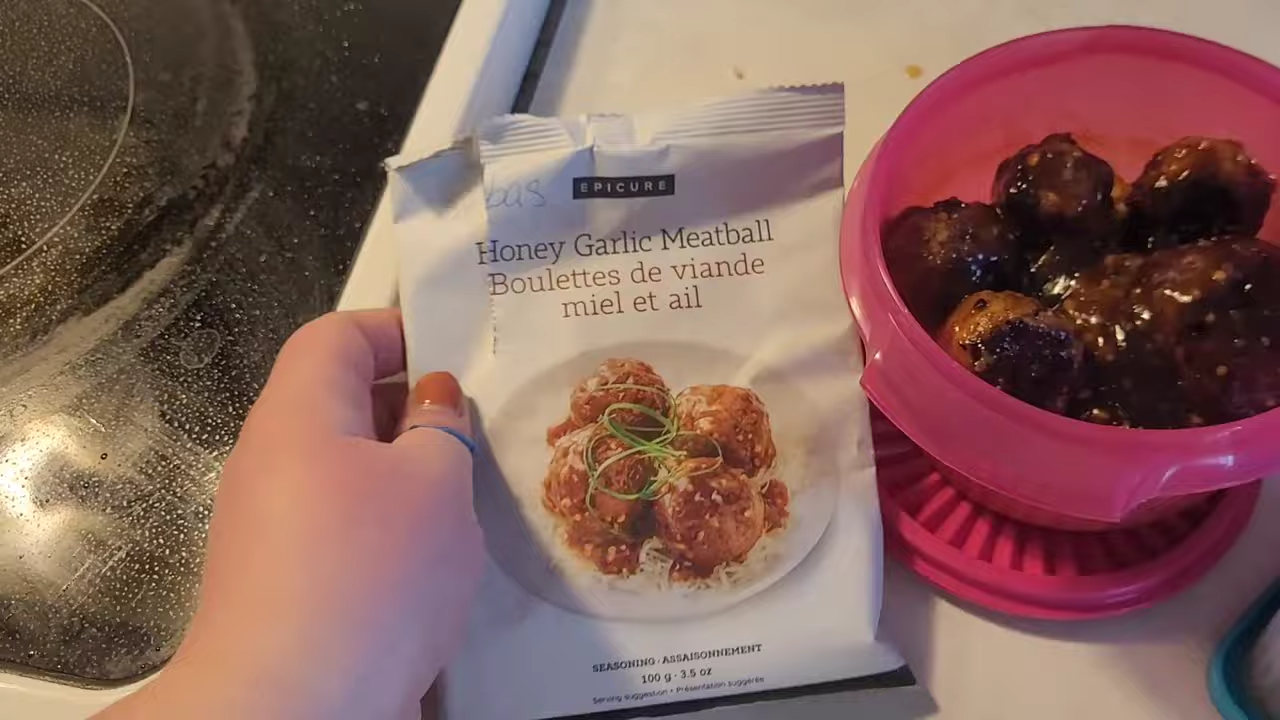 EPICURE
Honey Garlic Meatball
Boulettes de viande
miel et ail
SEASONING · ASSAISONNEMENT
100 g · 3.5 oz
Serving suggestion • Présentation suggérée